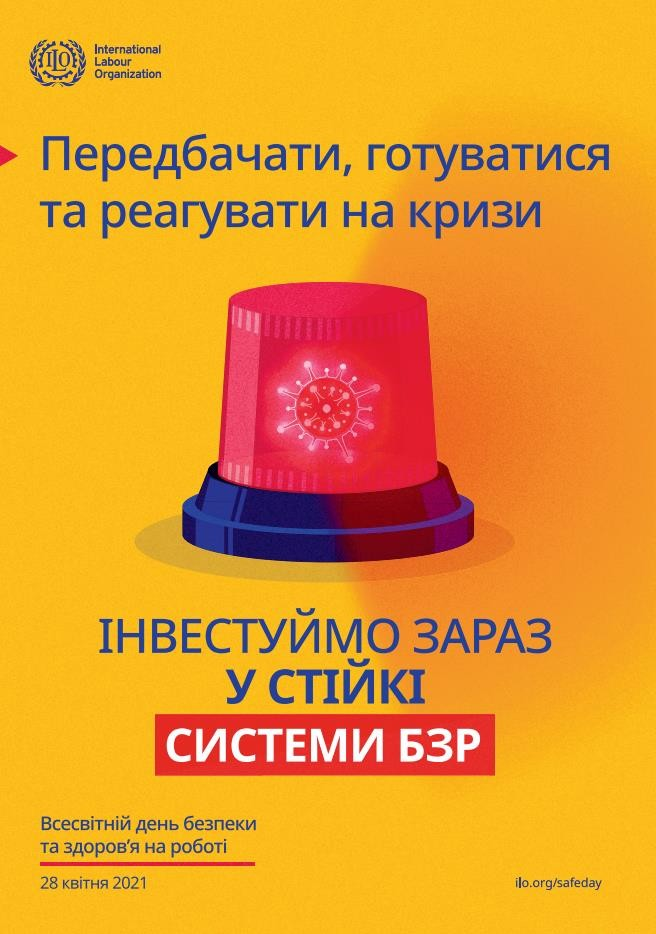 International
Labour
Organization
Передбачати, готуватися
та реагувати на кризи
ІНВЕСТУЙМО ЗАРАЗ
У СТІЙКІ
СИСТЕМИ БЗР
Всесвітній день безпеки
та здоров'я на роботі
28 квітня 2021
ilo.org/safeday